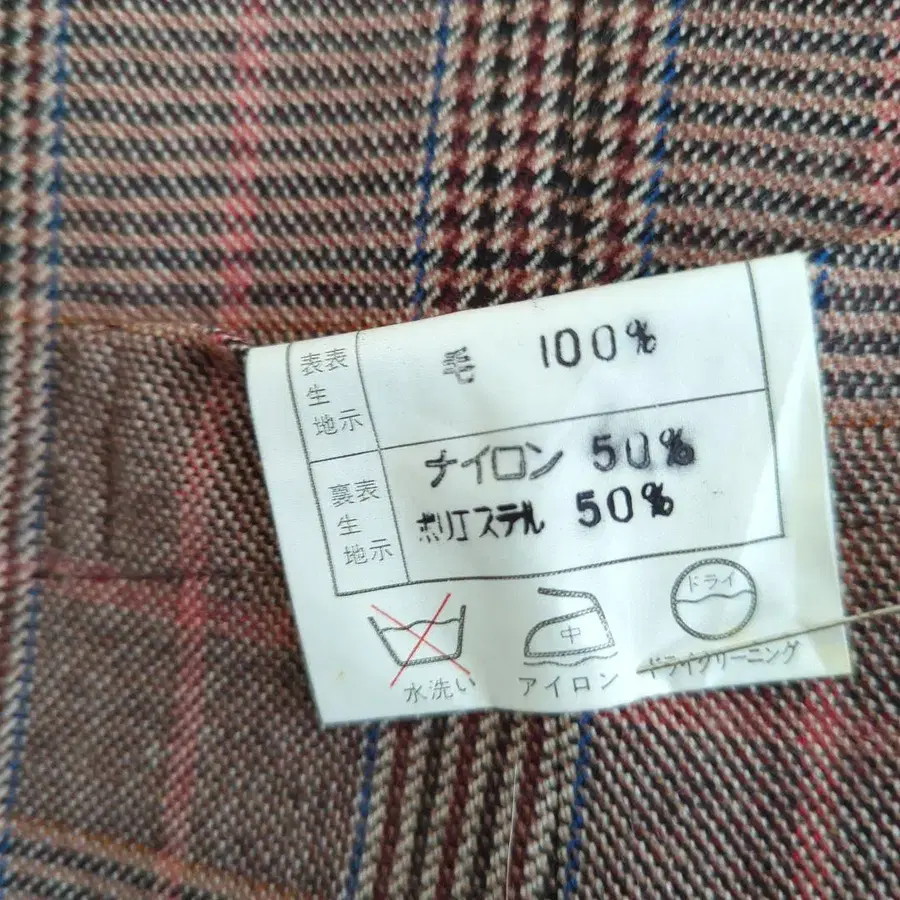 表表
生
地示
毛 100%
裏表
生
地示
ナイロン 50%
ポリエステル 50%
中
ドライ
水洗い
アイロン
ドライクリーニング